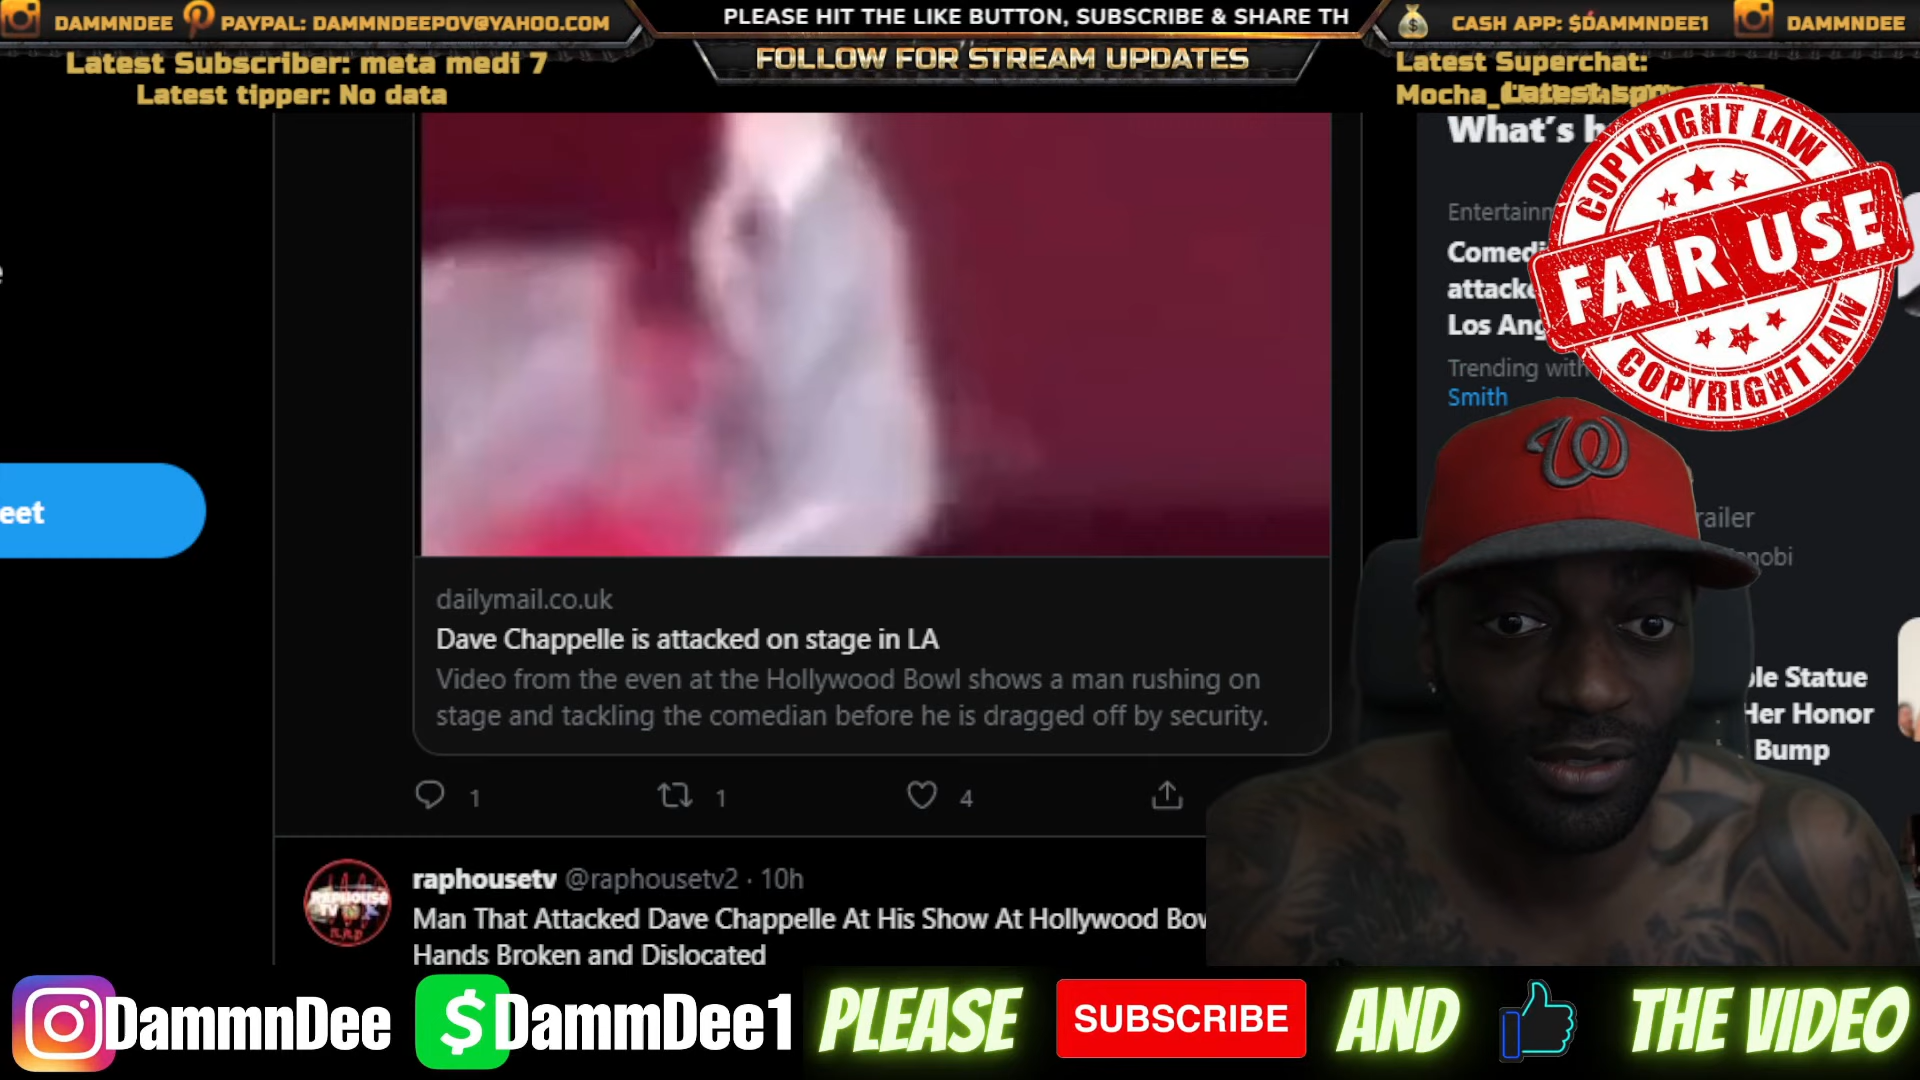 DAMMNDEE
PAYPAL: DAMMNDEEPOV@YAHOO.COM
PLEASE HIT THE LIKE BUTTON, SUBSCRIBE & SHARE TH
CASH APP: $DAMMNDEE1
DAMMNDEE
FOLLOW FOR STREAM UPDATES
Latest Subscriber: meta medi 7
Latest tipper: No data
Latest Superchat:
What's h
COPYRIGHT LAW
FAIR USE
COPYRIGHT LAW
Entertainm
Comedi
attacke
Los Ang
Trending with
Smith
railer
nobi
eet
dailymail.co.uk
Dave Chappelle is attacked on stage in LA
Video from the even at the Hollywood Bowl shows a man rushing on
stage and tackling the comedian before he is dragged off by security.
ole Statue
Her Honor
Bump
1
1
4
W
RAPHOUSE
TV
raphousetv @raphousetv2 · 10h
Man That Attacked Dave Chappelle At His Show At Hollywood Bow
Hands Broken and Dislocated
DammnDee
$ DammDee1
PLEASE
SUBSCRIBE
AND
THE VIDEO